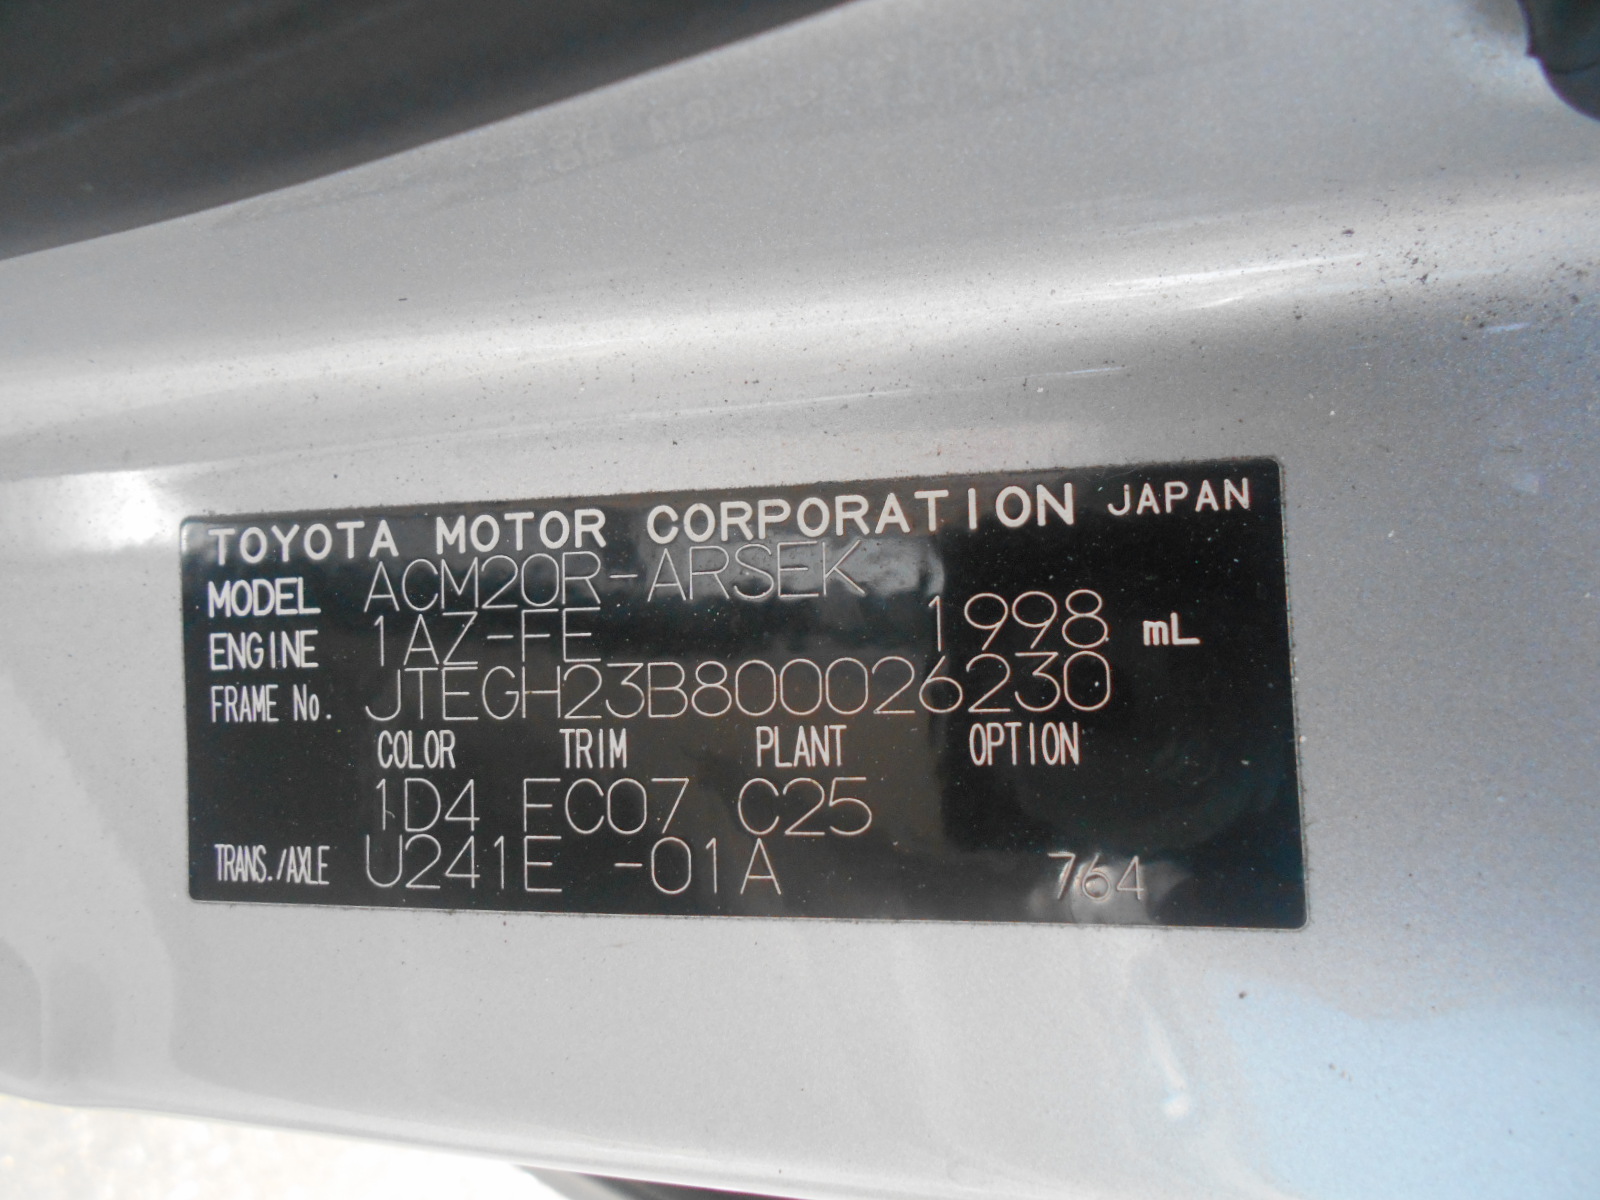 TOYOTA MOTOR CORPORATION JAPAN
MODEL ACM20R-ARSEK
ENGINE 1AZ-FE 1998 mL
FRAME No. JTEGH23B800026230
COLOR TRIM PLANT OPTION
1D4 FC07 C25
TRANS./AXLE U241E -01A 764